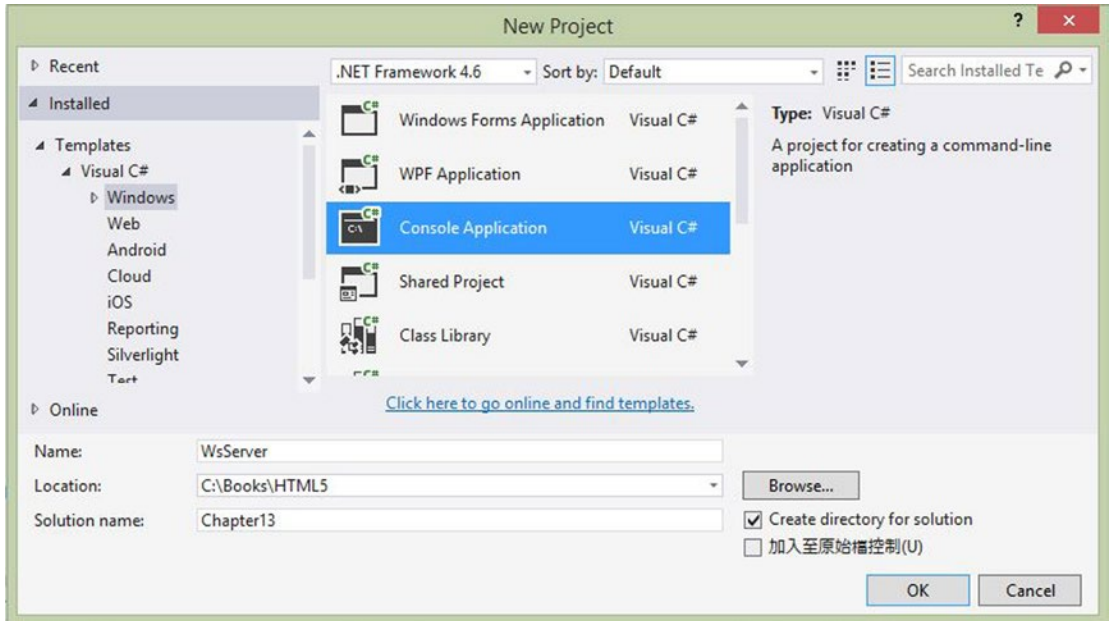 New Project
?
×
Recent
Installed
Templates
Visual C#
Windows
Web
Android
Cloud
iOS
Reporting
Silverlight
Test
Online
.NET Framework 4.6
Sort by: Default
Search Installed Te
C# Windows Forms Application Visual C#
C# WPF Application Visual C#
C# C:\ Console Application Visual C#
C# Shared Project Visual C#
C# Class Library Visual C#
C#
Click here to go online and find templates.
Type: Visual C#
A project for creating a command-line
application
Name: WsServer
Location: C:\Books\HTML5
Browse...
Solution name: Chapter13
Create directory for solution
加入至原始檔控制(U)
OK
Cancel